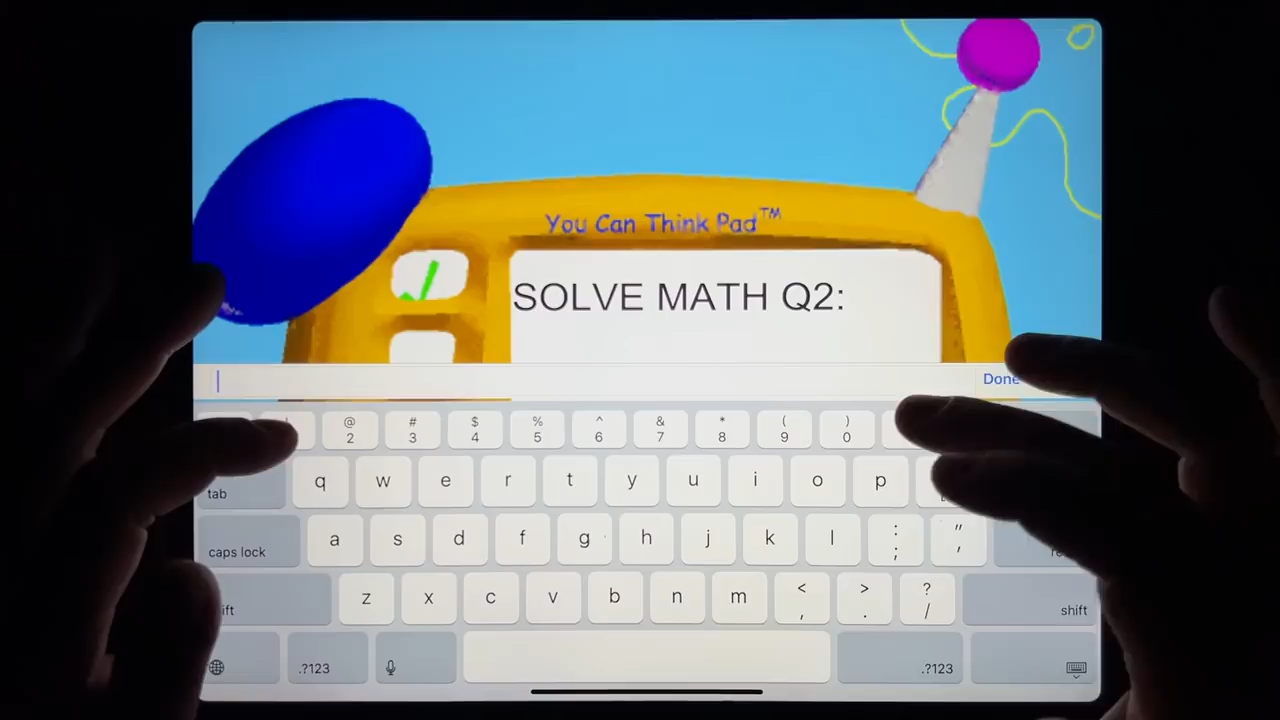 You Can Think Pad™
SOLVE MATH Q2:
Done
@ # $ % ^ & * ( )
2 3 4 5 6 7 8 9 0
tab q w e r t y u i o p
caps lock a s d f g h j k l : ; " '
z x c v b n m < , > . ? / shift
.?123 .?123